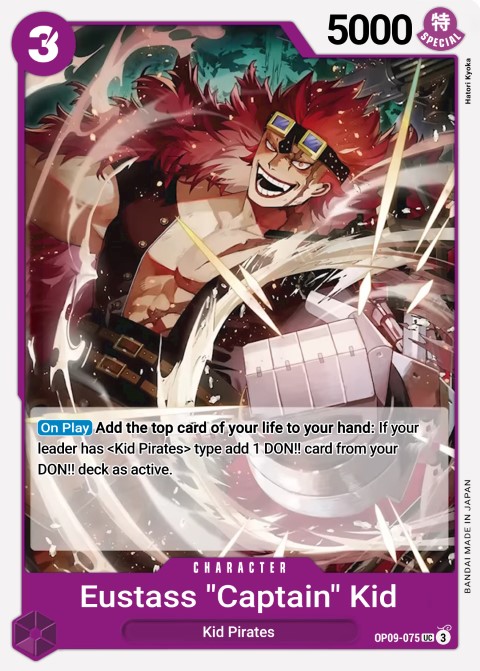 3
5000
特
SPECIAL
Hatori Kyoka
On Play Add the top card of your life to your hand: If your
leader has <Kid Pirates> type add 1 DON!! card from your
DON!! deck as active.
BANDAI MADE IN JAPAN
CHARACTER
Eustass "Captain" Kid
Kid Pirates
OP09-075 UC 3